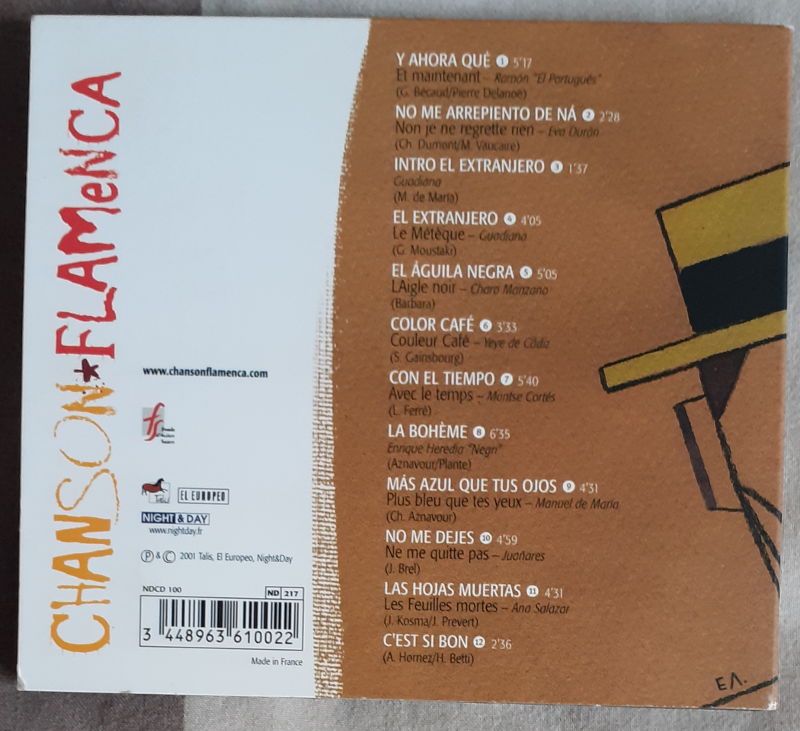 CHANSON★FLAMeNCA
www.chansonflamenca.com
fs
Talis
EL EUROPEO
NIGHT & DAY
www.nightday.fr
Ⓟ & Ⓒ 2001 Talis, El Europeo, Night&Day
NDCD 100
ND 217
3 448963 610022
Made in France
Y AHORA QUÉ 1 5'17
Et maintenant – Ramón "El Portugués"
(G. Bécaud/Pierre Delanoë)
NO ME ARREPIENTO DE NÁ 2 2'28
Non je ne regrette rien – Eva Durán
(Ch. Dumont/M. Vaucaire)
INTRO EL EXTRANJERO 3 1'37
Guadiana
(M. de María)
EL EXTRANJERO 4 4'05
Le Métèque – Guadiana
(G. Moustaki)
EL ÁGUILA NEGRA 5 5'05
L'Aigle noir – Charo Manzano
(Barbara)
COLOR CAFÉ 6 3'33
Couleur Café – Yeye de Cádiz
(S. Gainsbourg)
CON EL TIEMPO 7 5'40
Avec le temps – Montse Cortés
(L. Ferré)
LA BOHÈME 8 6'35
Enrique Heredia "Negri"
(Aznavour/Plante)
MÁS AZUL QUE TUS OJOS 9 4'31
Plus bleu que tes yeux – Manuel de María
(Ch. Aznavour)
NO ME DEJES 10 4'59
Ne me quitte pas – Juañares
(J. Brel)
LAS HOJAS MUERTAS 11 4'31
Les Feuilles mortes – Ana Salazar
(J. Kosma/J. Prevert)
C'EST SI BON 12 2'36
(A. Hornez/H. Betti)
EΛ.